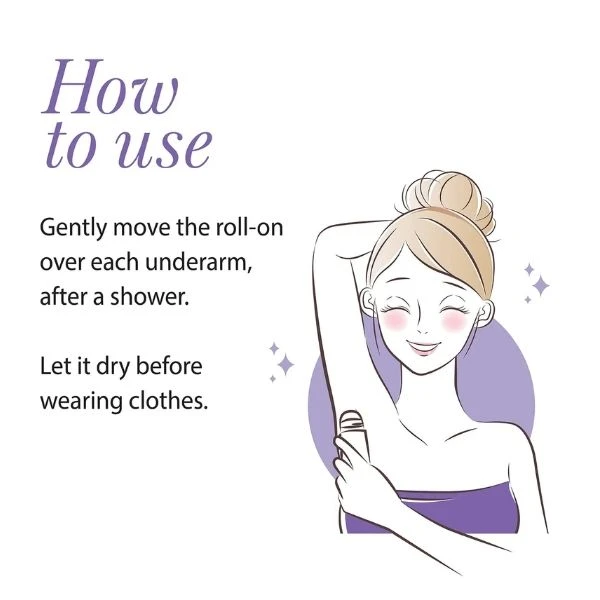 How
to use
Gently move the roll-on
over each underarm,
after a shower.
Let it dry before
wearing clothes.